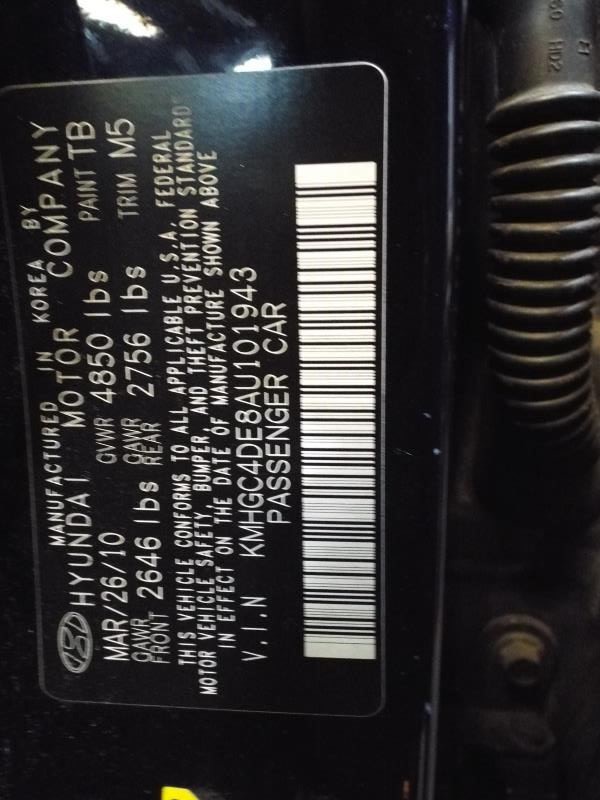 MANUFACTURED IN KOREA BY
HYUNDAI MOTOR COMPANY
MAR/26/10 GVWR 4850 lbs PAINT TB
GAWR FRONT 2646 lbs GAWR REAR 2756 lbs TRIM M5
THIS VEHICLE CONFORMS TO ALL APPLICABLE U.S.A. FEDERAL
MOTOR VEHICLE SAFETY, BUMPER, AND THEFT PREVENTION STANDARD
IN EFFECT ON THE DATE OF MANUFACTURE SHOWN ABOVE
V.I.N KMHGC4DE8AU101943
PASSENGER CAR
HD2